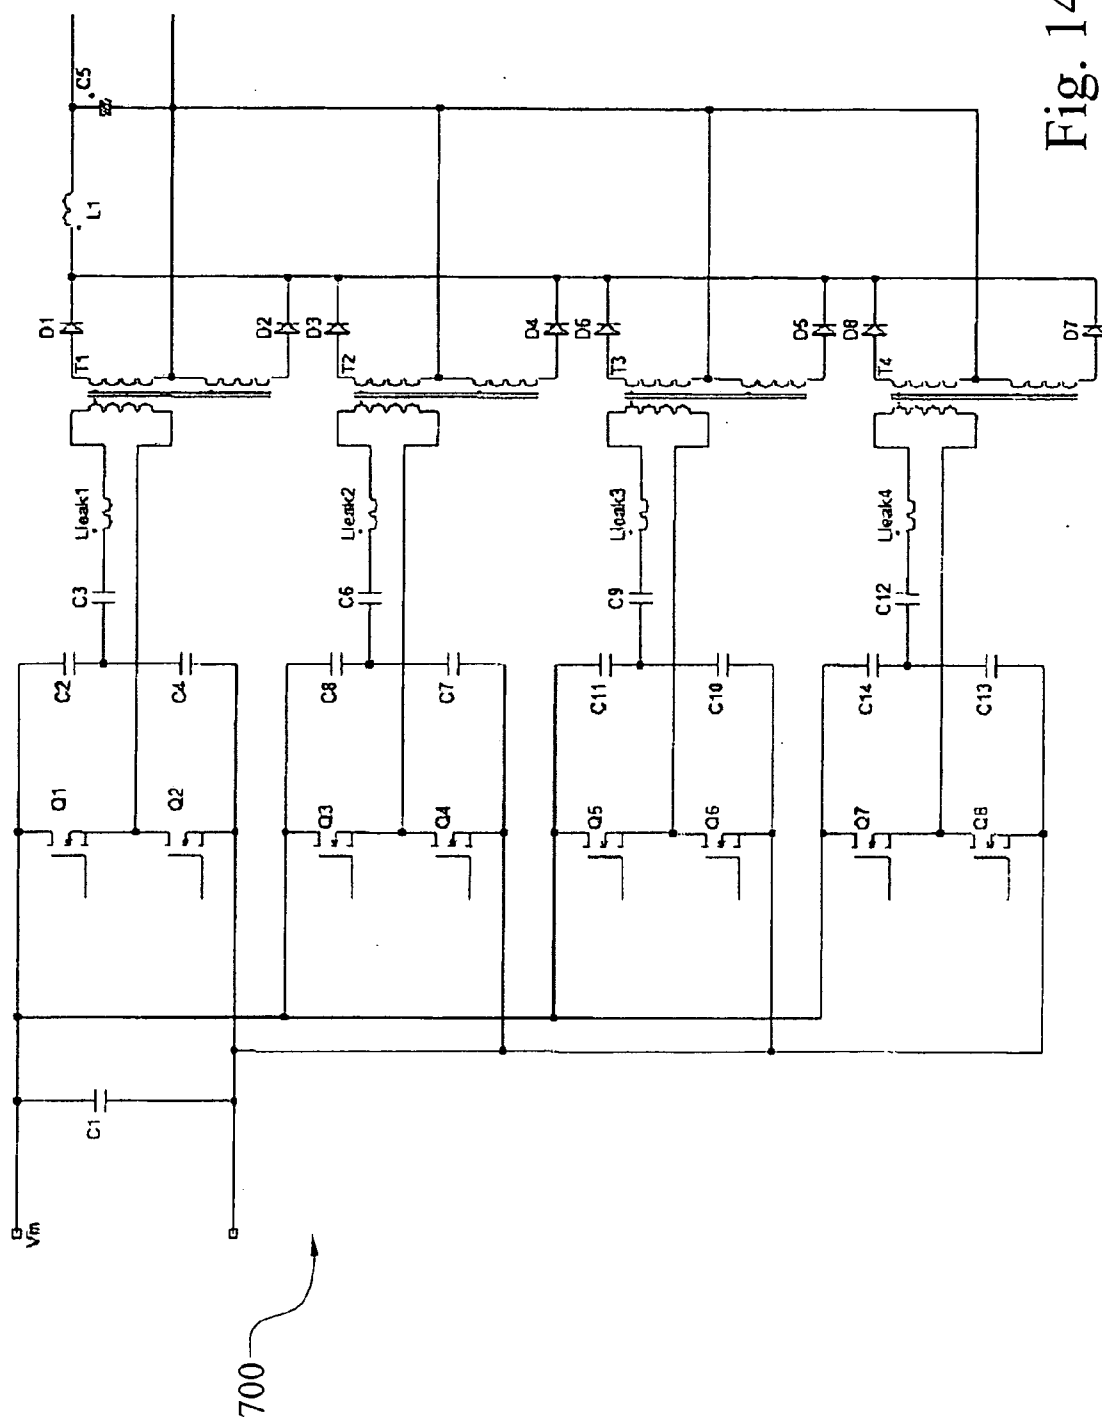 Fig. 14
700
Vin
C1
Q1
Q2
C2
C4
C3
Lleak1
T1
D1
D2
L1
C5
Q3
Q4
C8
C7
C6
Lleak2
T2
D3
D4
Q5
Q6
C11
C10
C9
Lleak3
T3
D6
D5
Q7
Q8
C14
C13
C12
Lleak4
T4
D8
D7